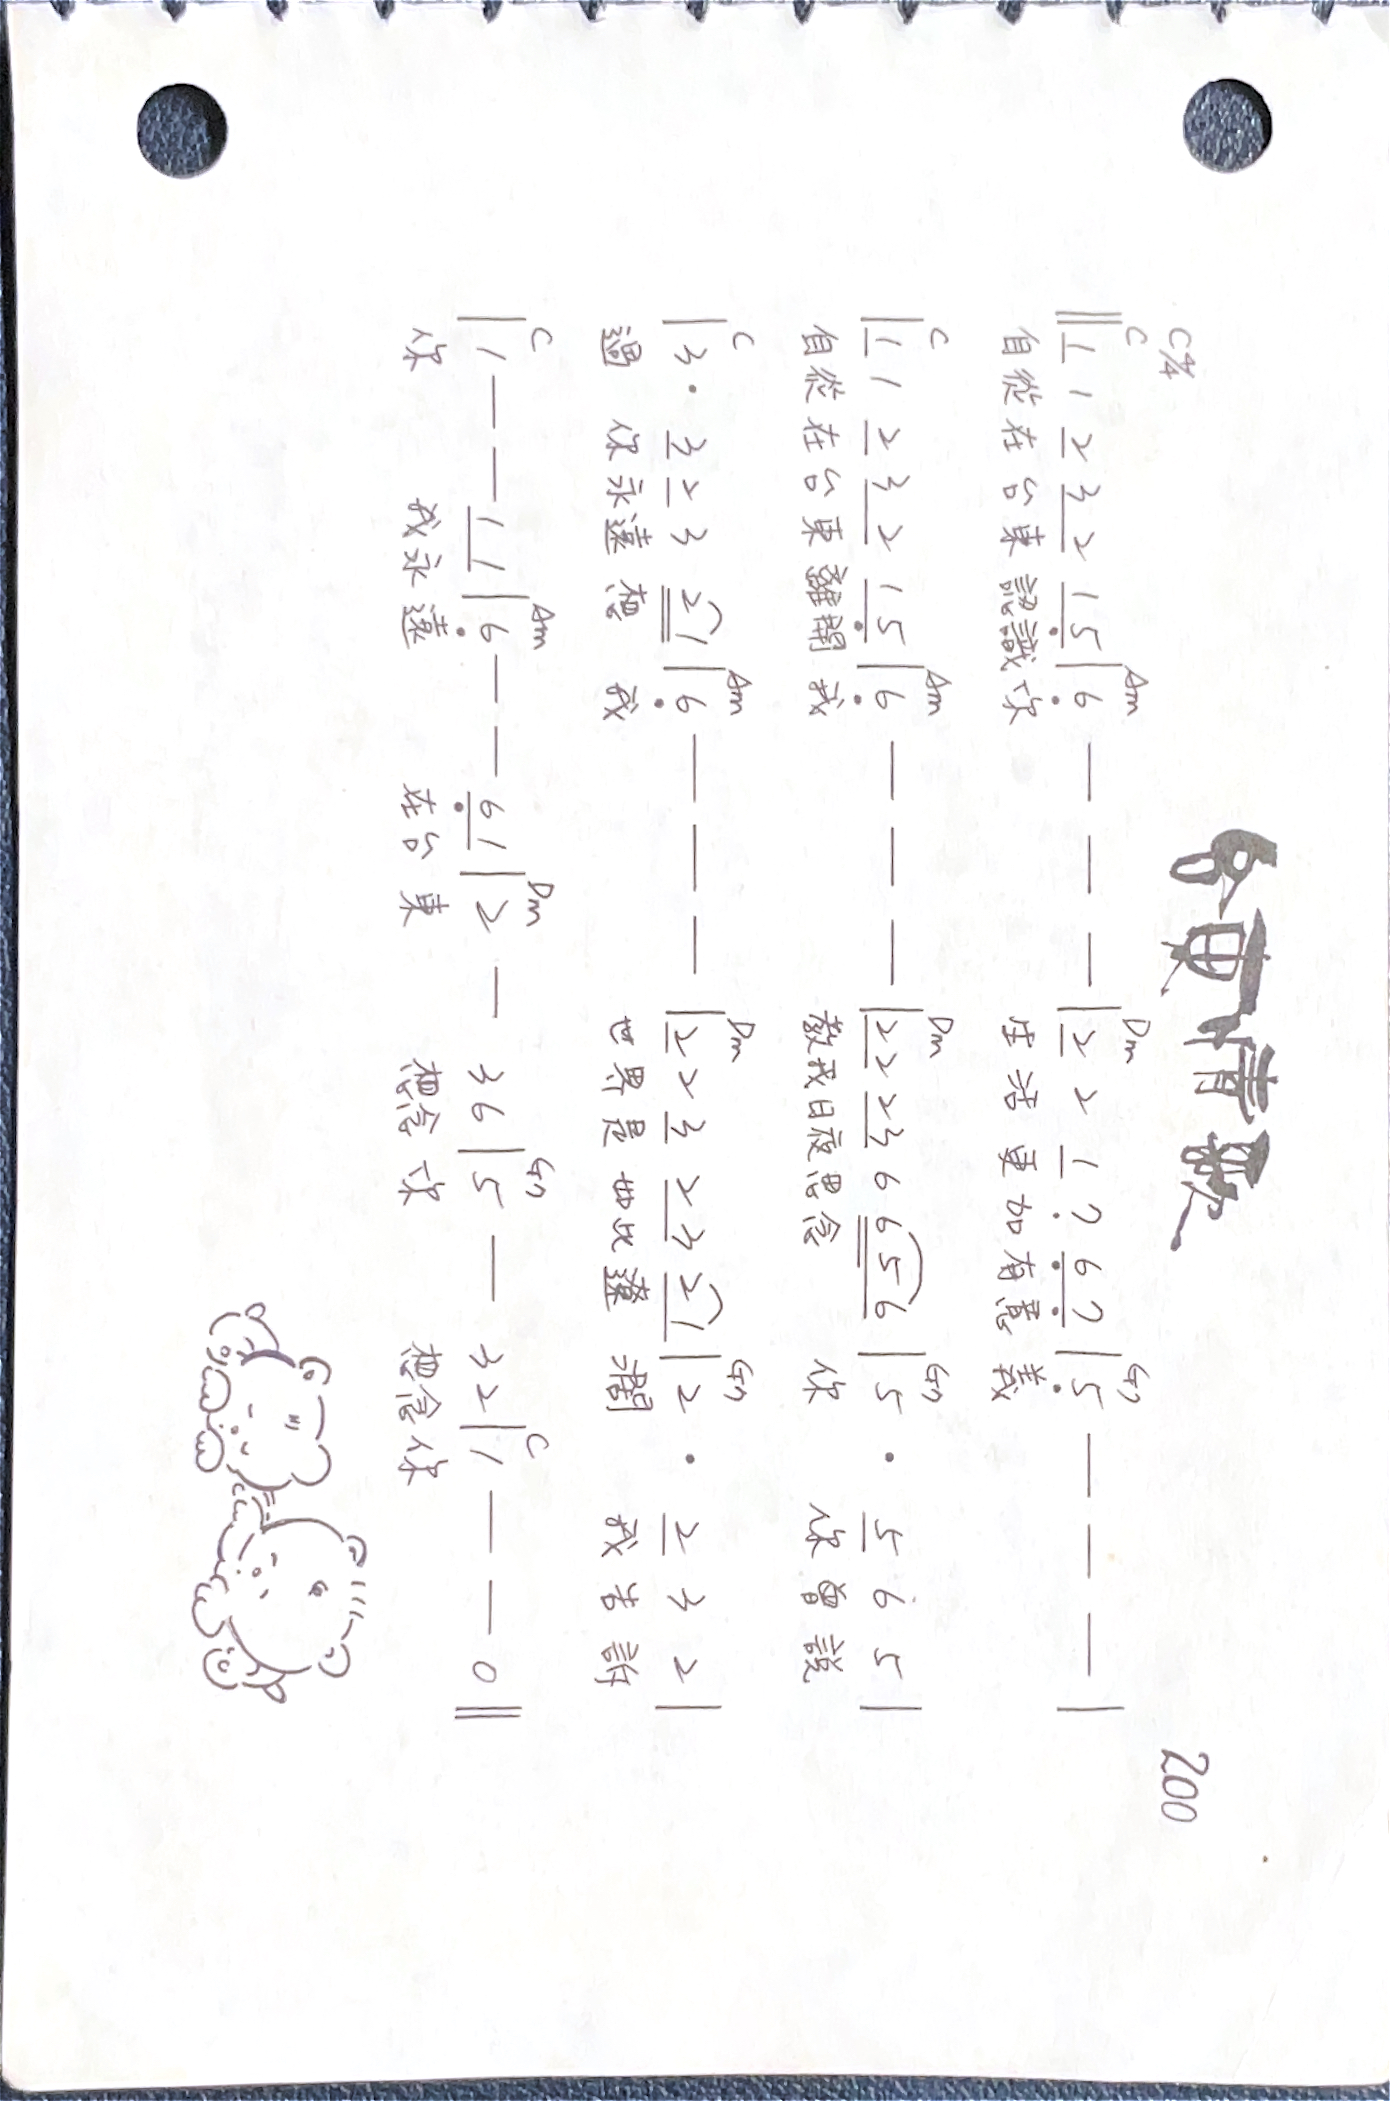 台東情歌
200
C 4/4
C Am Dm G7
‖1 1 2 3 2 1 5|6 — — —|2 2 1 7 6 7|5 — — —|
自從在台東認識你 生活更加有意義
C Am Dm G7
|1 1 2 3 2 1 5|6 — — —|2 2 2 3 6 6 5 6|5 · 5 6 5|
自從在台東離開我 教我日夜思念 你 你曾說
C Am Dm G7
|3 · 3 2 3 2 1|6 — — —|2 2 3 2 3 2 1|2 · 2 3 2|
過 你永遠想 我 世界是如此遼濶 我告訴
C Am Dm G7 C
|1 — — 1 1|6 — — 6 1|2 — 3 6|5 — 3 2|1 — — 0‖
你 我永遠 在台東 想念你 想念你